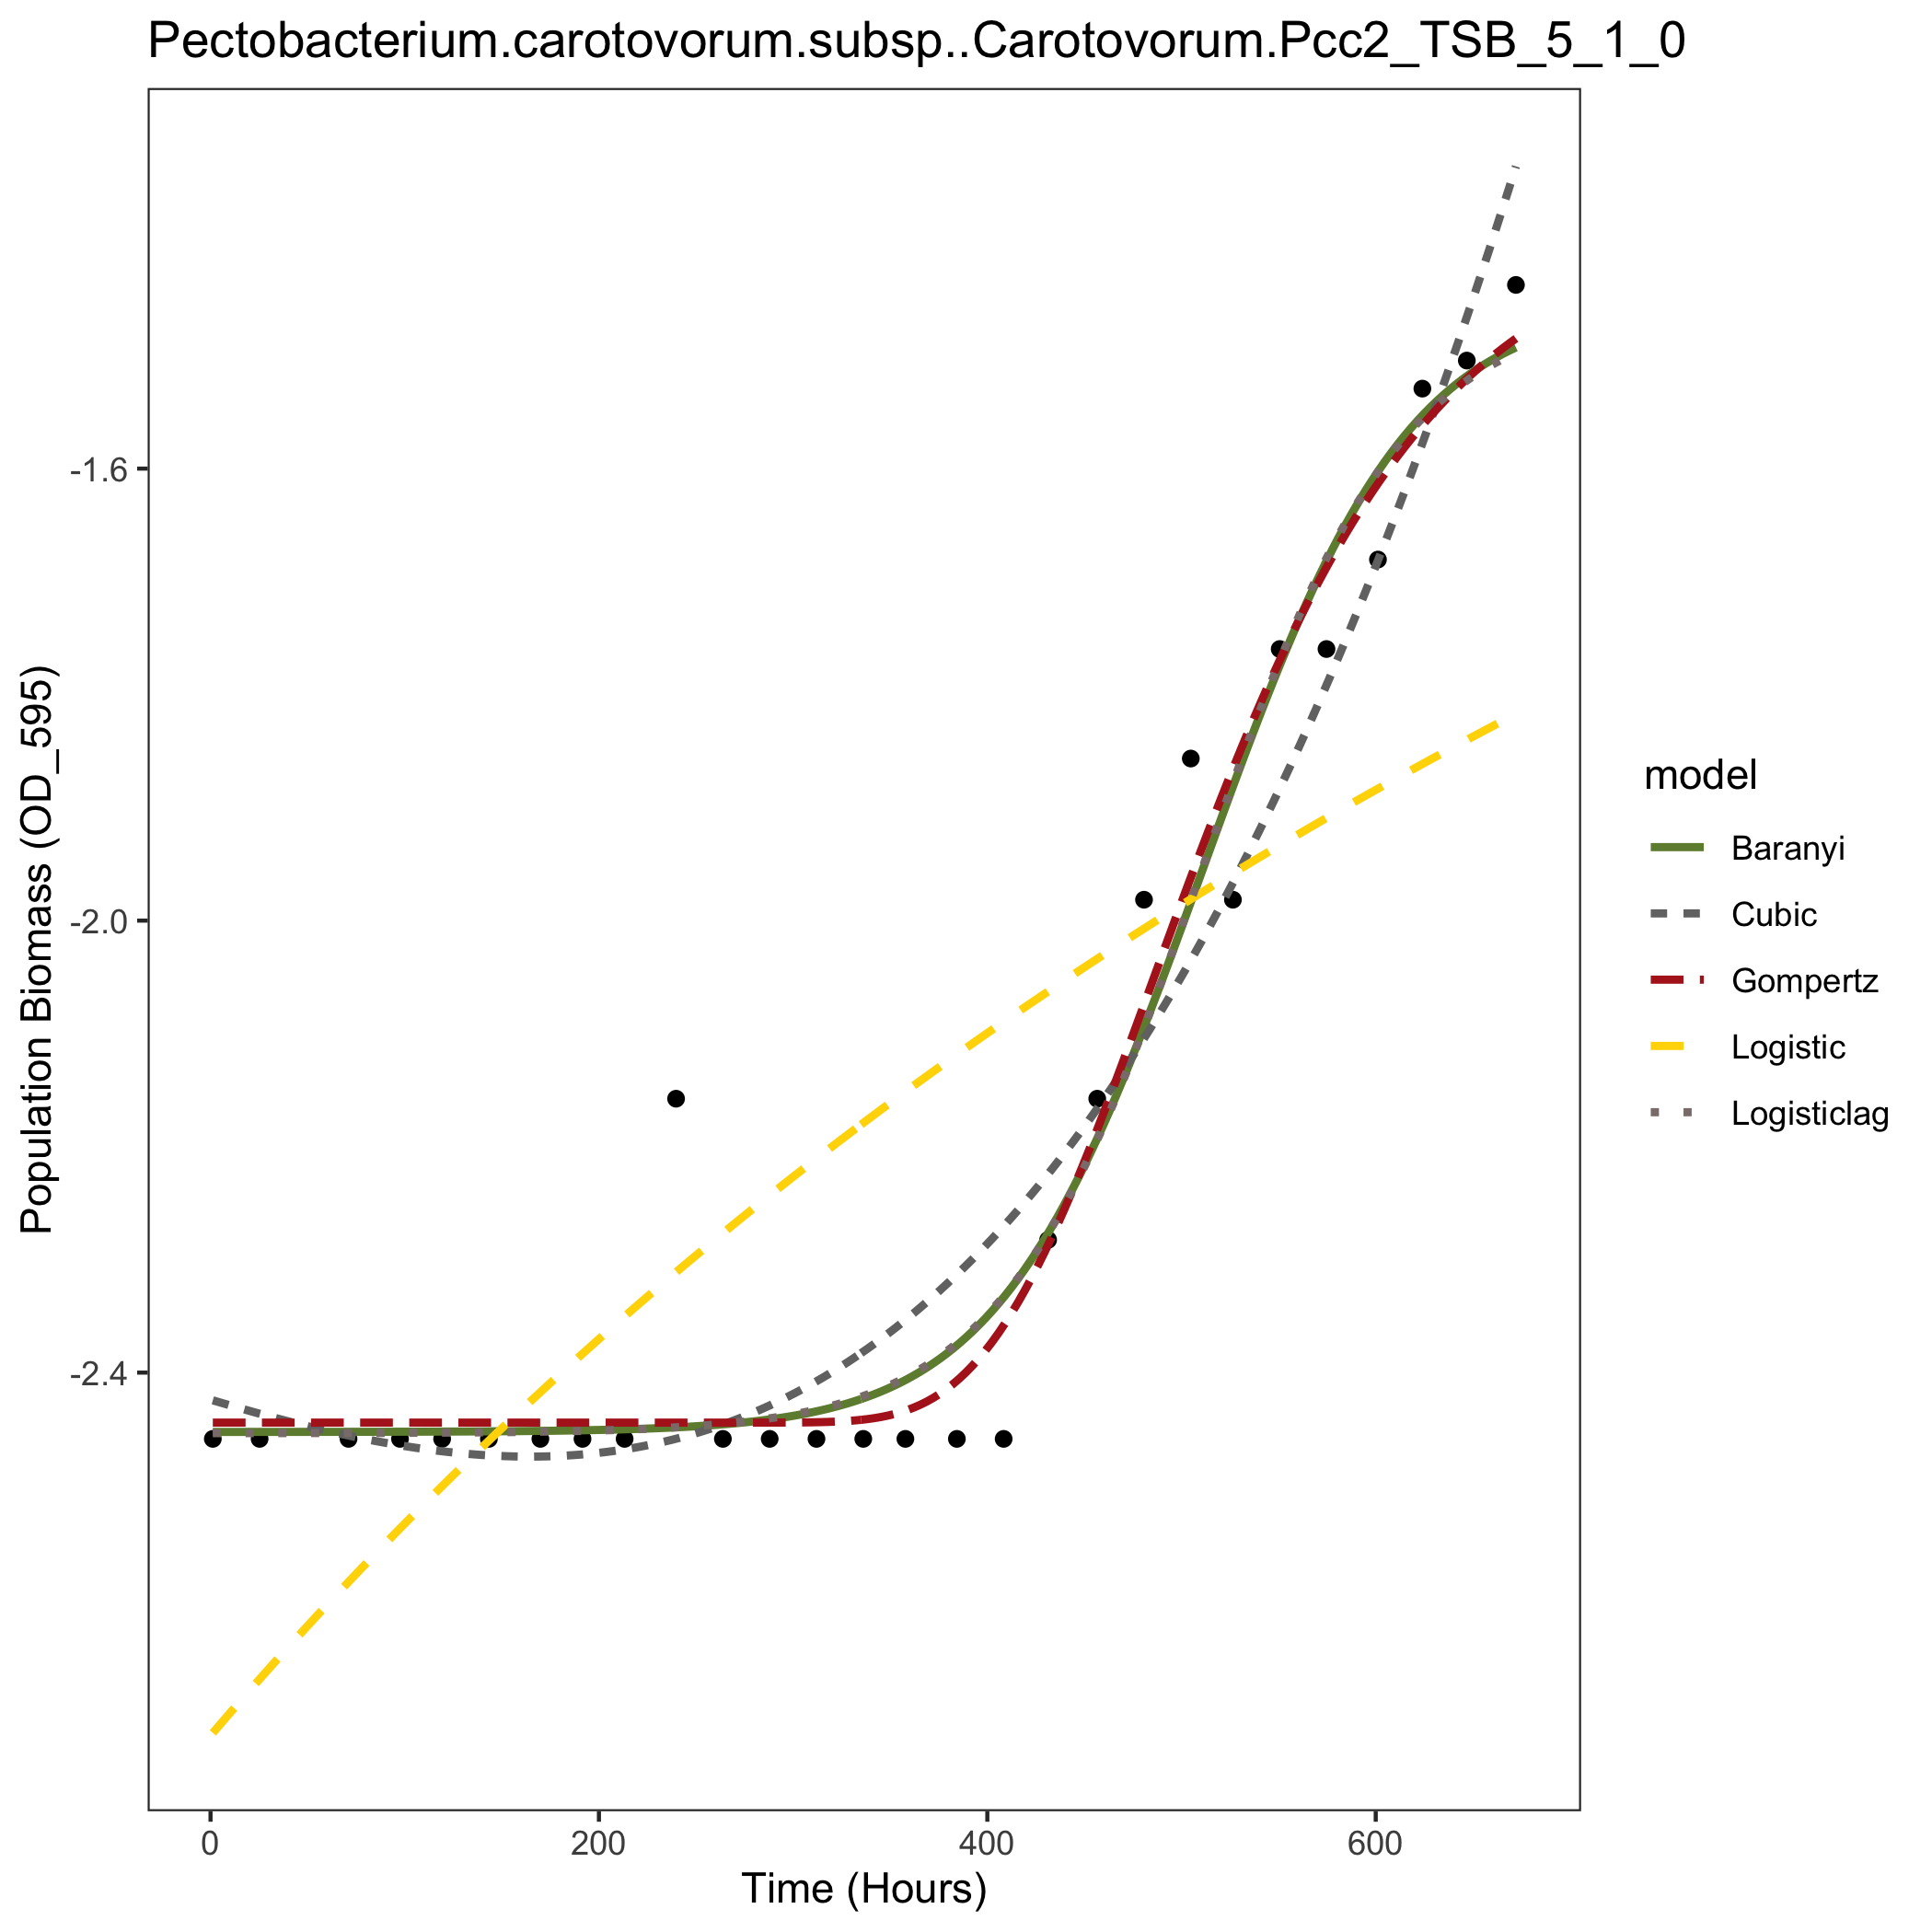 Pectobacterium.carotovorum.subsp..Carotovorum.Pcc2_TSB_5_1_0
Population Biomass (OD_595)
-1.6
-2.0
-2.4
0
200
400
600
Time (Hours)
model
Baranyi
Cubic
Gompertz
Logistic
Logisticlag